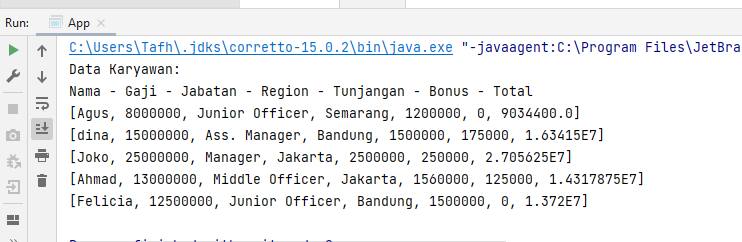 Run: App
C:\Users\Tafh\.jdks\corretto-15.0.2\bin\java.exe "-javaagent:C:\Program Files\JetBra
Data Karyawan:
Nama - Gaji - Jabatan - Region - Tunjangan - Bonus - Total
[Agus, 8000000, Junior Officer, Semarang, 1200000, 0, 9034400.0]
[dina, 15000000, Ass. Manager, Bandung, 1500000, 175000, 1.63415E7]
[Joko, 25000000, Manager, Jakarta, 2500000, 250000, 2.705625E7]
[Ahmad, 13000000, Middle Officer, Jakarta, 1560000, 125000, 1.4317875E7]
[Felicia, 12500000, Junior Officer, Bandung, 1500000, 0, 1.372E7]